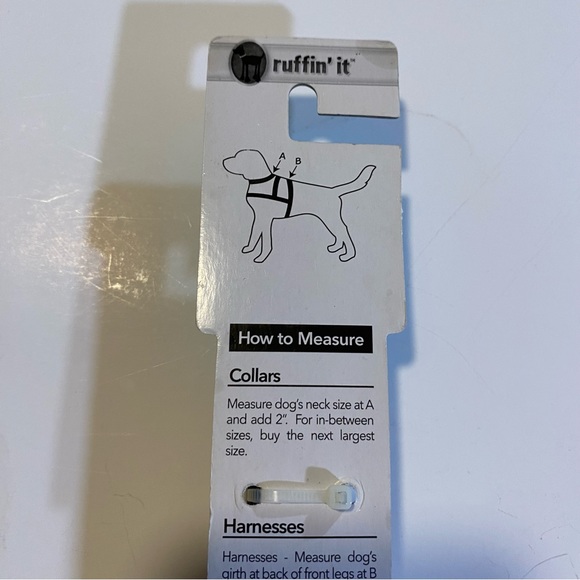 ruffin' it™
A B
How to Measure
Collars
Measure dog's neck size at A
and add 2". For in-between
sizes, buy the next largest
size.
Harnesses
Harnesses - Measure dog's
girth at back of front legs at B